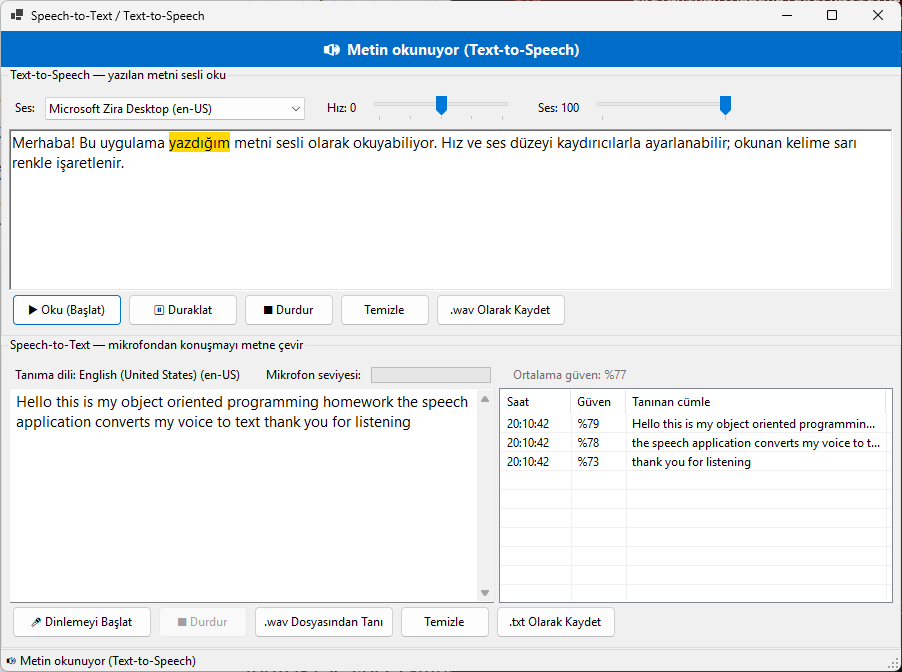 Speech-to-Text / Text-to-Speech
Metin okunuyor (Text-to-Speech)
Text-to-Speech — yazılan metni sesli oku
Ses: Microsoft Zira Desktop (en-US) Hız: 0 Ses: 100
Merhaba! Bu uygulama yazdığım metni sesli olarak okuyabiliyor. Hız ve ses düzeyi kaydırıcılarla ayarlanabilir; okunan kelime sarı
renkle işaretlenir.
Oku (Başlat) Duraklat Durdur Temizle .wav Olarak Kaydet
Speech-to-Text — mikrofondan konuşmayı metne çevir
Tanıma dili: English (United States) (en-US) Mikrofon seviyesi: Ortalama güven: %77
Hello this is my object oriented programming homework the speech
application converts my voice to text thank you for listening
Saat Güven Tanınan cümle
20:10:42 %79 Hello this is my object oriented programmin...
20:10:42 %78 the speech application converts my voice to t...
20:10:42 %73 thank you for listening
Dinlemeyi Başlat Durdur .wav Dosyasından Tanı Temizle .txt Olarak Kaydet
Metin okunuyor (Text-to-Speech)